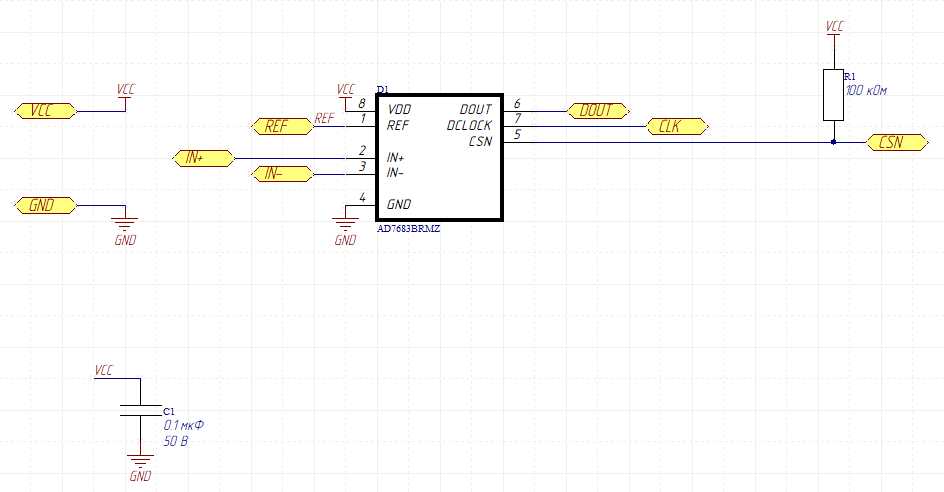 VCC
VCC
VCC
D1
VCC
R1
100 кОм
8
VDD
DOUT
6
DOUT
REF
REF
1
REF
DCLOCK
7
CLK
CSN
5
CSN
IN+
2
IN+
IN-
3
IN-
GND
4
GND
GND
GND
AD7683BRMZ
VCC
C1
0.1 мкФ
50 В
GND